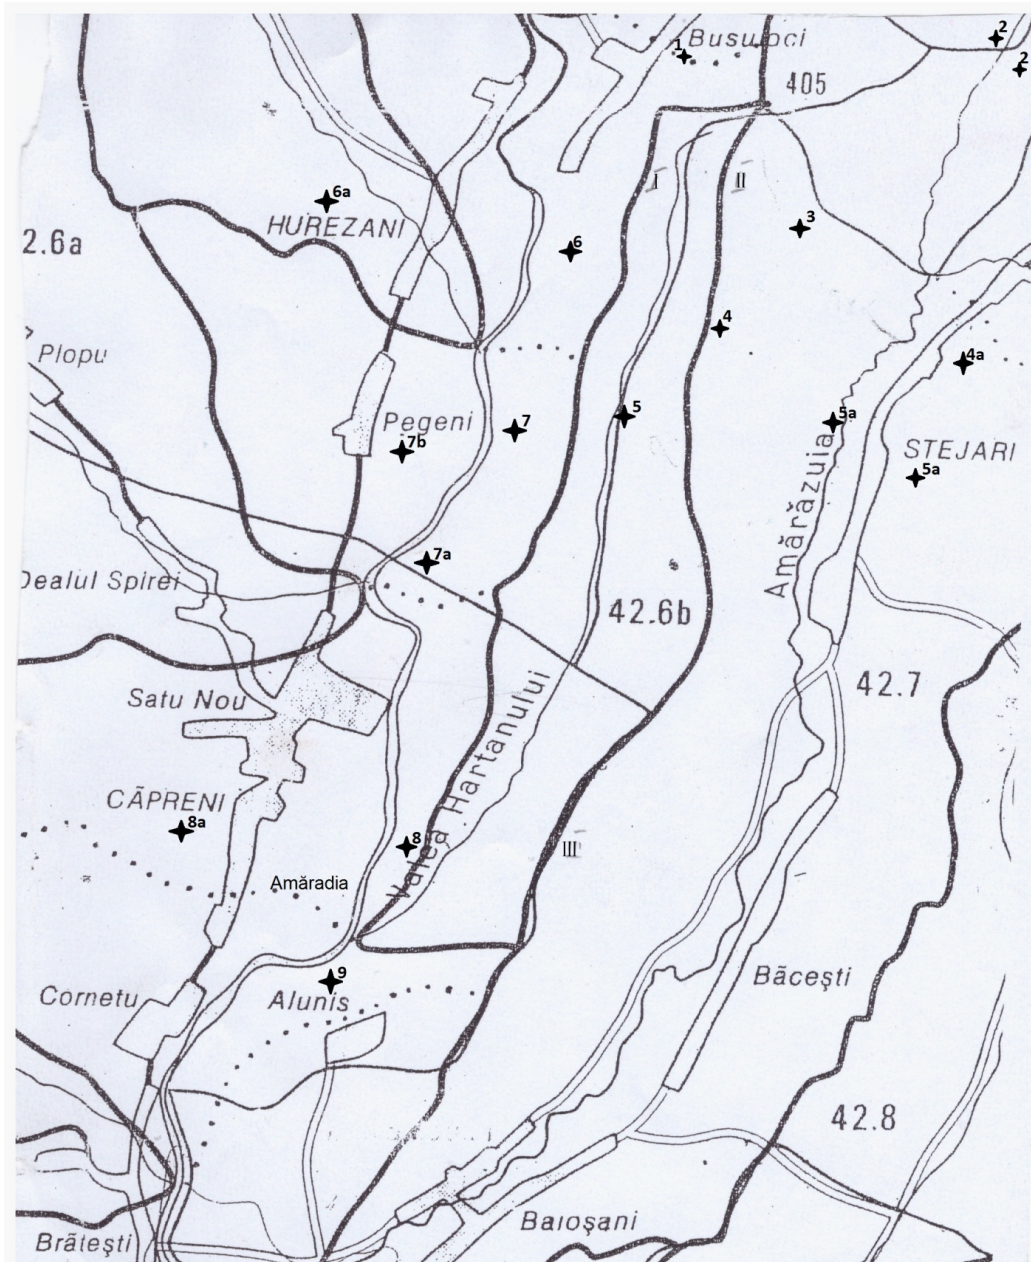 2
1
Busuioci
405
2
I
II
6a
HUREZANI
3
2.6a
6
4
Plopu
4a
Pegeni
7
5
5a
7b
STEJARI
5a
Amărăzuia
7a
Dealul Spirei
42.6b
42.7
Satu Nou
Valea Hartanului
CĂPRENI
8a
8
III
Amăradia
Băcești
9
Cornetu
Alunis
42.8
Baioșani
Brătești